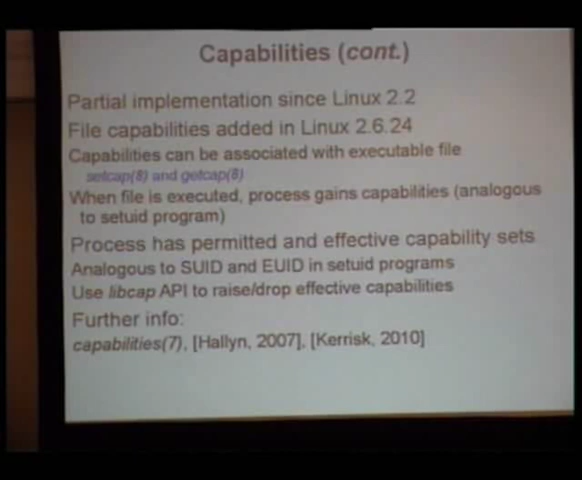 Capabilities (cont.)
Partial implementation since Linux 2.2
File capabilities added in Linux 2.6.24
Capabilities can be associated with executable file
setcap(8) and getcap(8)
When file is executed, process gains capabilities (analogous
to setuid program)
Process has permitted and effective capability sets
Analogous to SUID and EUID in setuid programs
Use libcap API to raise/drop effective capabilities
Further info:
capabilities(7), [Hallyn, 2007], [Kerrisk, 2010]